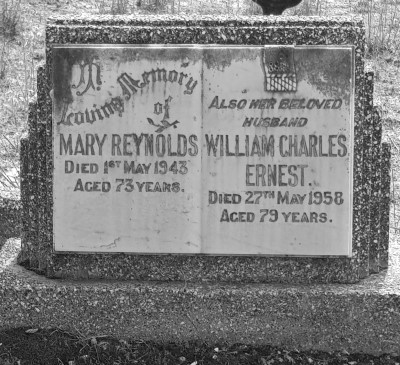 In
Loving Memory
of
MARY REYNOLDS
DIED 1ST MAY 1943
AGED 73 YEARS.
ALSO HER BELOVED
HUSBAND
WILLIAM CHARLES
ERNEST.
DIED 27TH MAY 1958
AGED 79 YEARS.